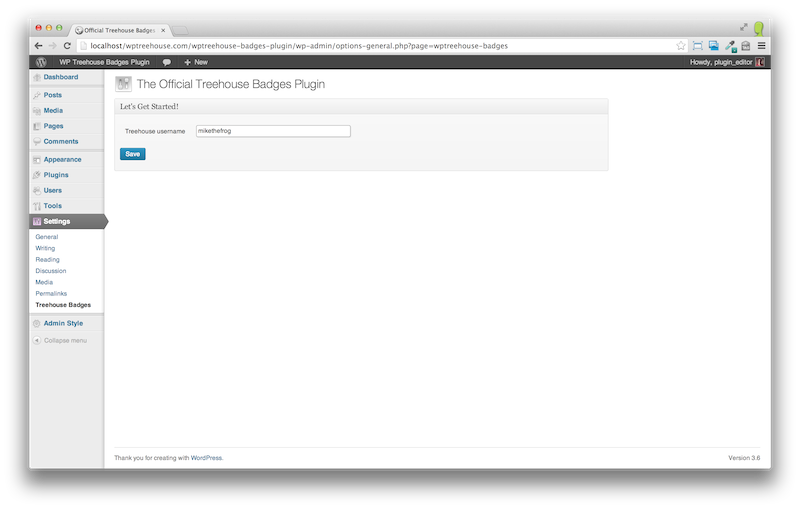 Official Treehouse Badges
localhost/wptreehouse.com/wptreehouse-badges-plugin/wp-admin/options-general.php?page=wptreehouse-badges
WP Treehouse Badges Plugin
New
Howdy, plugin_editor
Dashboard
Posts
Media
Pages
Comments
Appearance
Plugins
Users
Tools
Settings
General
Writing
Reading
Discussion
Media
Permalinks
Treehouse Badges
Admin Style
Collapse menu
The Official Treehouse Badges Plugin
Let's Get Started!
Treehouse username
mikethefrog
Save
Thank you for creating with WordPress.
Version 3.6